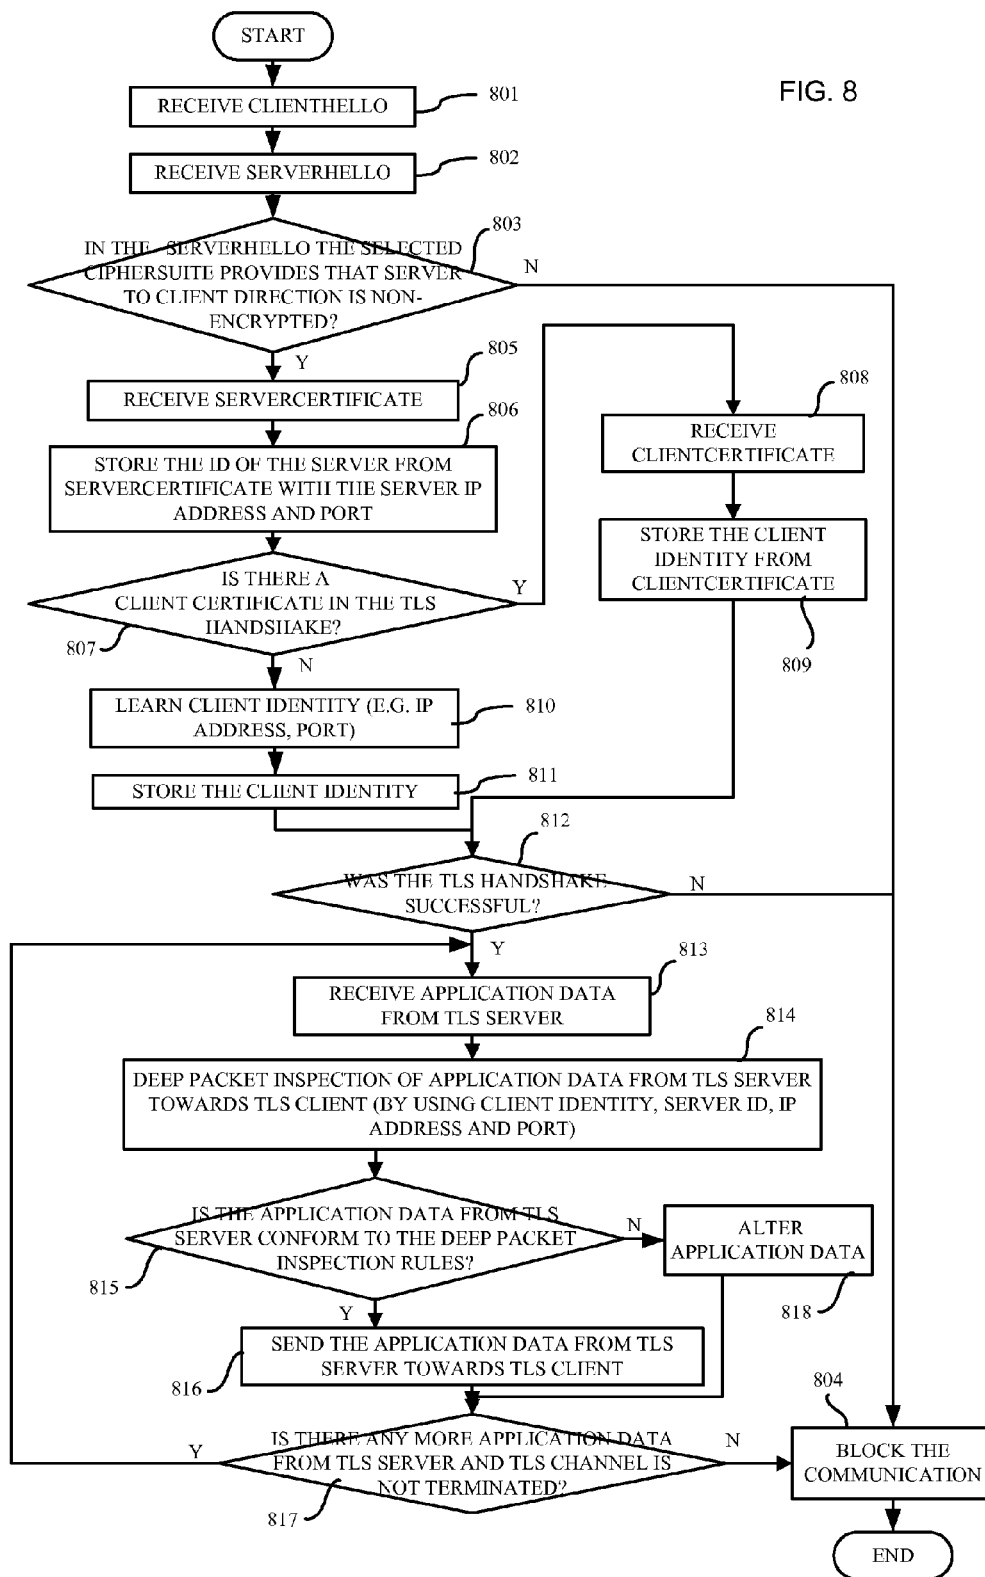 START
FIG. 8
RECEIVE CLIENTHELLO
801
RECEIVE SERVERHELLO
802
803
IN THE SERVERHELLO THE SELECTED
CIPHERSUITE PROVIDES THAT SERVER
TO CLIENT DIRECTION IS NON-
ENCRYPTED?
N
Y
805
RECEIVE SERVERCERTIFICATE
806
STORE THE ID OF THE SERVER FROM
SERVERCERTIFICATE WITH THE SERVER IP
ADDRESS AND PORT
808
RECEIVE
CLIENTCERTIFICATE
STORE THE CLIENT
IDENTITY FROM
CLIENTCERTIFICATE
809
IS THERE A
CLIENT CERTIFICATE IN THE TLS
HANDSHAKE?
Y
807
N
LEARN CLIENT IDENTITY (E.G. IP
ADDRESS, PORT)
810
STORE THE CLIENT IDENTITY
811
812
WAS THE TLS HANDSHAKE
SUCCESSFUL?
N
Y
813
RECEIVE APPLICATION DATA
FROM TLS SERVER
814
DEEP PACKET INSPECTION OF APPLICATION DATA FROM TLS SERVER
TOWARDS TLS CLIENT (BY USING CLIENT IDENTITY, SERVER ID, IP
ADDRESS AND PORT)
IS THE APPLICATION DATA FROM TLS
SERVER CONFORM TO THE DEEP PACKET
INSPECTION RULES?
815
N
Y
ALTER
APPLICATION DATA
818
SEND THE APPLICATION DATA FROM TLS
SERVER TOWARDS TLS CLIENT
816
IS THERE ANY MORE APPLICATION DATA
FROM TLS SERVER AND TLS CHANNEL IS
NOT TERMINATED?
817
Y
N
804
BLOCK THE
COMMUNICATION
END